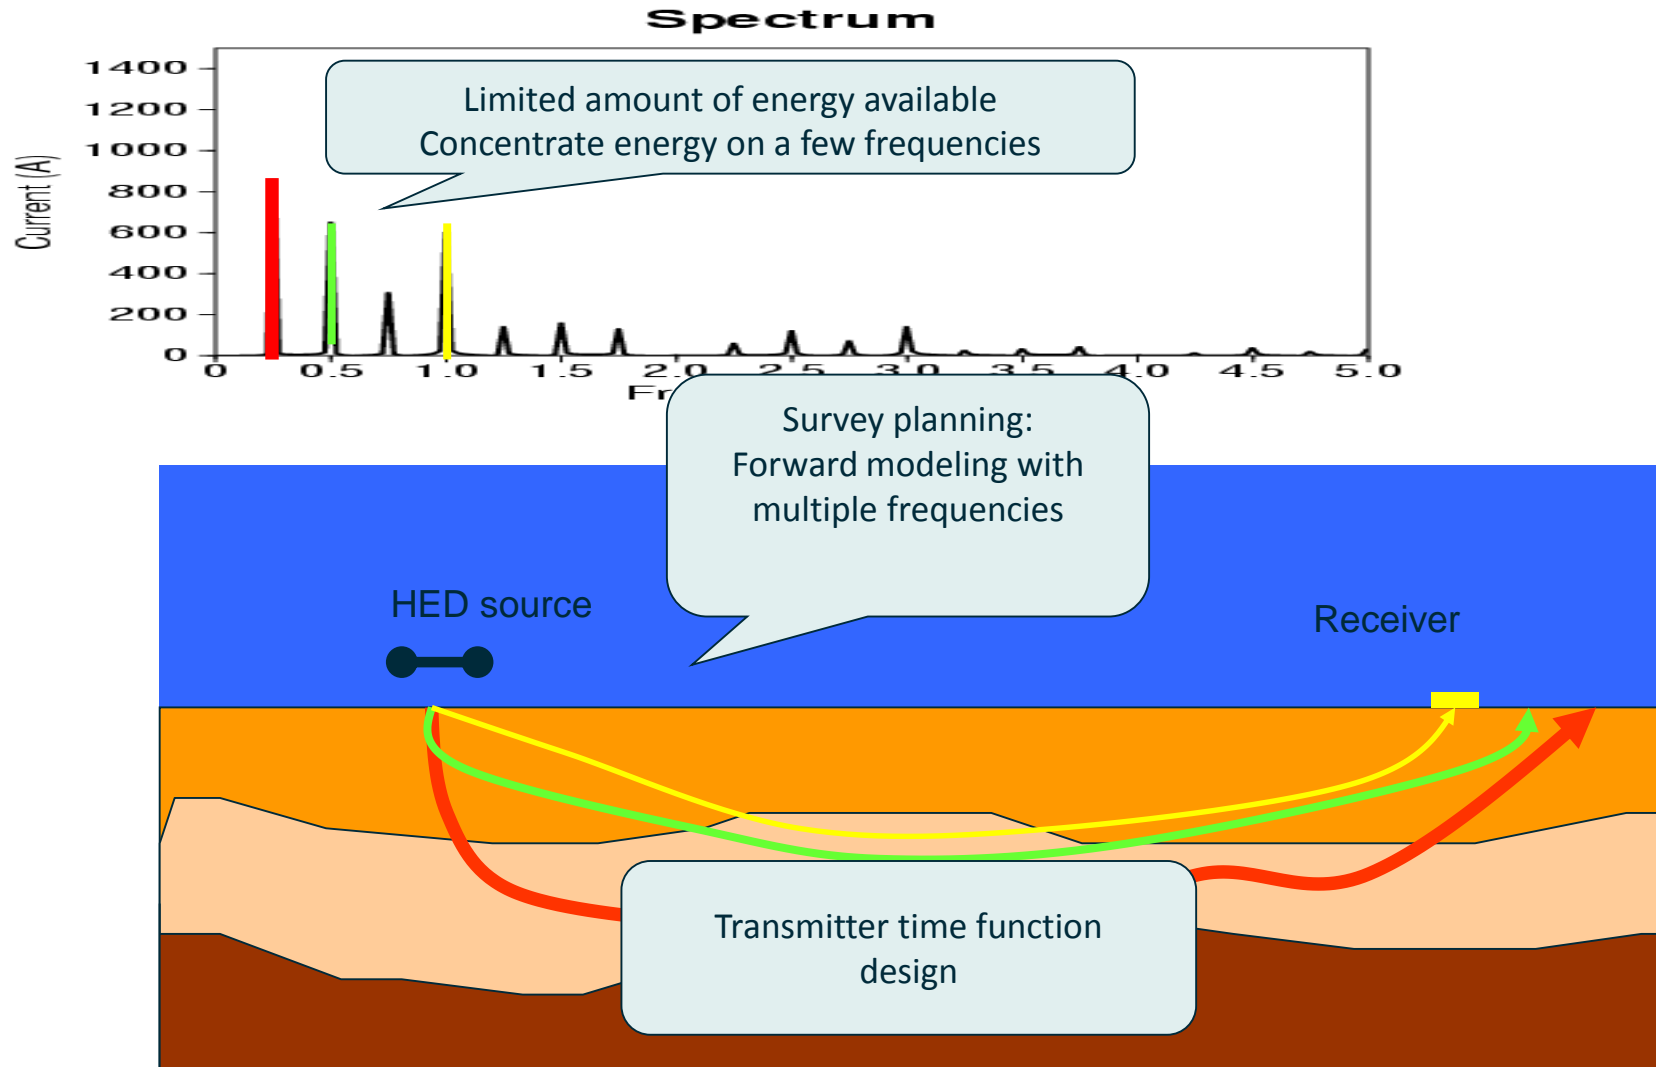 Spectrum
1400
1200
1000
800
600
400
200
0
Current (A)
Limited amount of energy available
Concentrate energy on a few frequencies
0 0.5 1.0 1.5 2.0 2.5 3.0 3.5 4.0 4.5 5.0
Survey planning:
Forward modeling with
multiple frequencies
HED source
Receiver
Transmitter time function
design